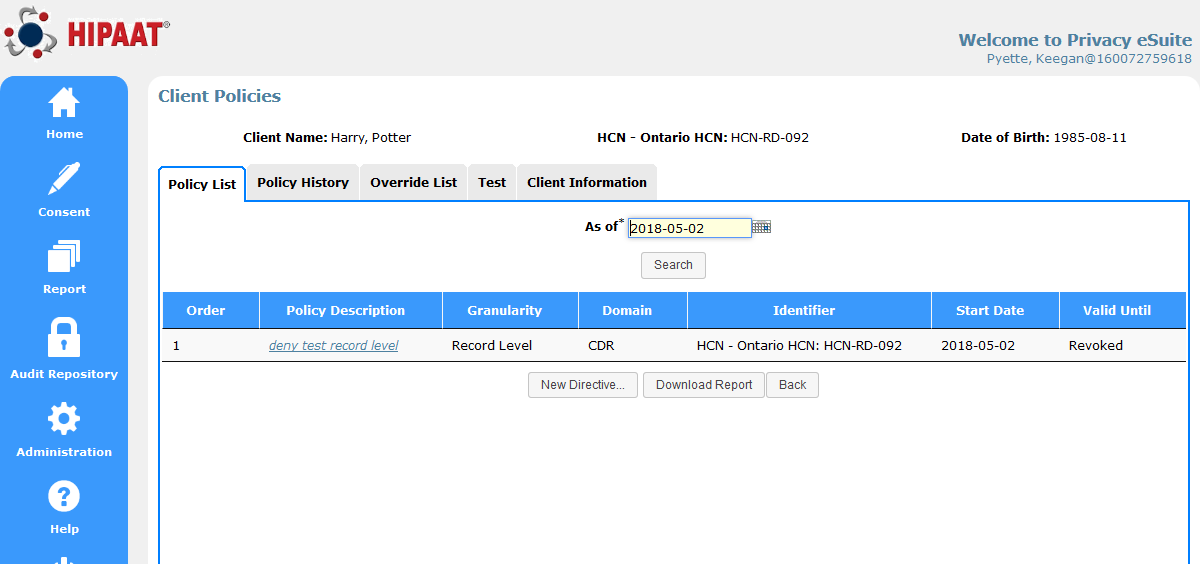 HIPAAT®
Welcome to Privacy eSuite
Pyette, Keegan@160072759618
Home
Consent
Report
Audit Repository
Administration
Help
Client Policies
Client Name: Harry, Potter HCN - Ontario HCN: HCN-RD-092 Date of Birth: 1985-08-11
Policy List Policy History Override List Test Client Information
As of* 2018-05-02
Search
Order Policy Description Granularity Domain Identifier Start Date Valid Until
1 deny test record level Record Level CDR HCN - Ontario HCN: HCN-RD-092 2018-05-02 Revoked
New Directive... Download Report Back